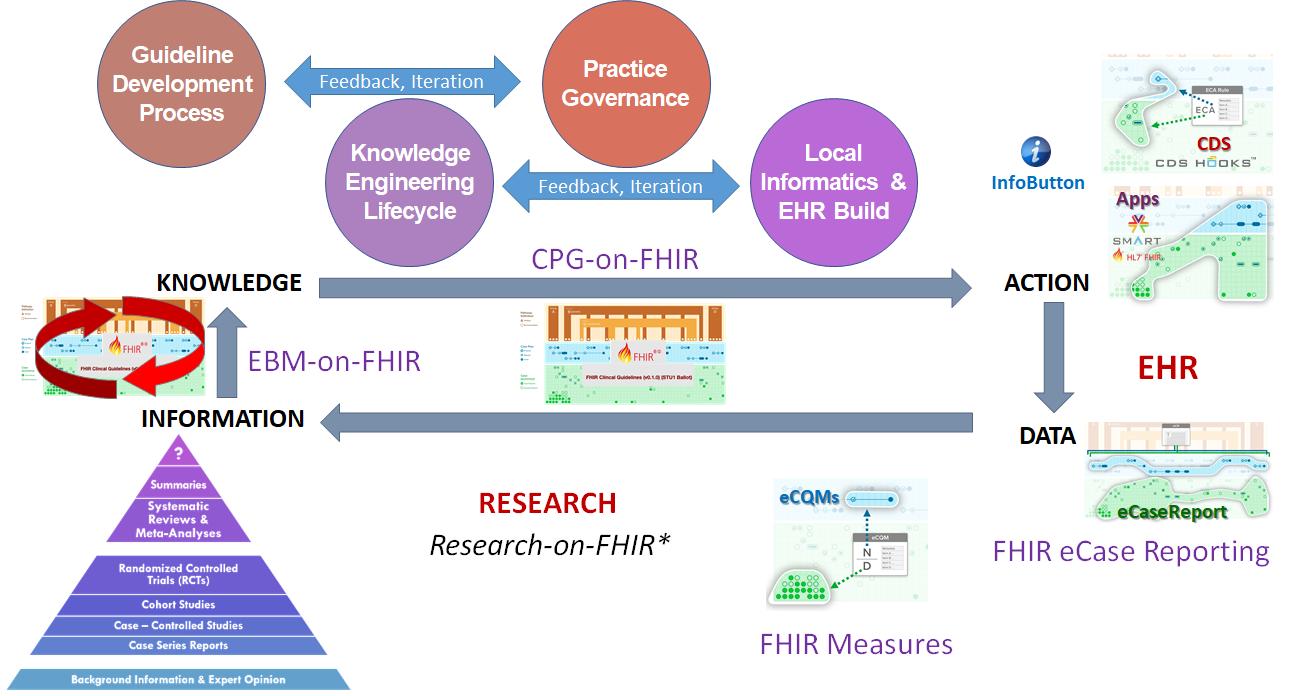 Guideline
Development
Process
Feedback, Iteration
Practice
Governance
Knowledge
Engineering
Lifecycle
Feedback, Iteration
Local
Informatics &
EHR Build
InfoButton
ECA Rule
ECA
CDS
CDS HOOKS™
Apps
SMART
HL7 FHIR
CPG-on-FHIR
KNOWLEDGE
ACTION
FHIR
FHIR Clinical Guidelines (v0
EBM-on-FHIR
FHIR
FHIR Clincal Guidelines (v0.1.0) (STU1 Ballot)
EHR
INFORMATION
DATA
?
Summaries
Systematic
Reviews &
Meta-Analyses
Randomized Controlled
Trials (RCTs)
Cohort Studies
Case – Controlled Studies
Case Series Reports
Background Information & Expert Opinion
RESEARCH
Research-on-FHIR*
eCQMs
eCQM
N
D
FHIR Measures
eCaseReport
FHIR eCase Reporting